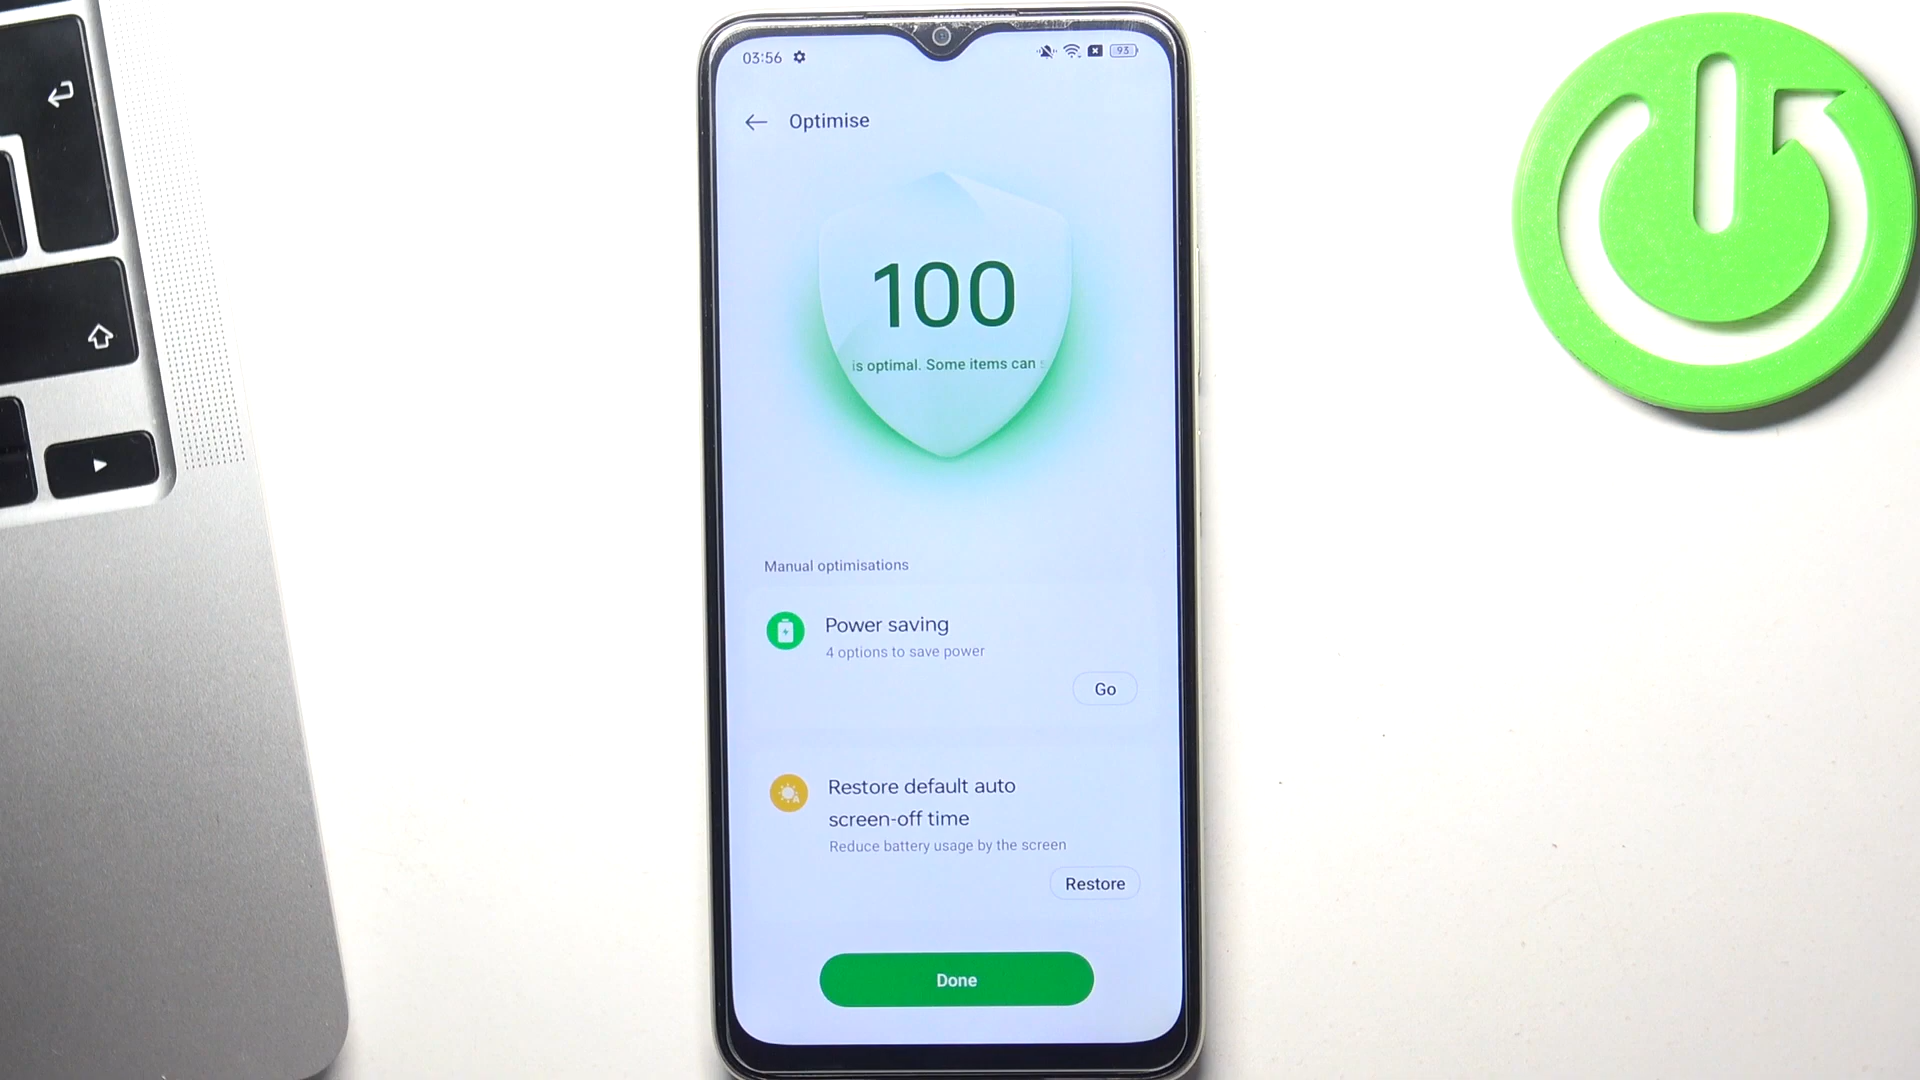 03:56
93
Optimise
100
is optimal. Some items can
Manual optimisations
Power saving
4 options to save power
Go
Restore default auto
screen-off time
Reduce battery usage by the screen
Restore
Done